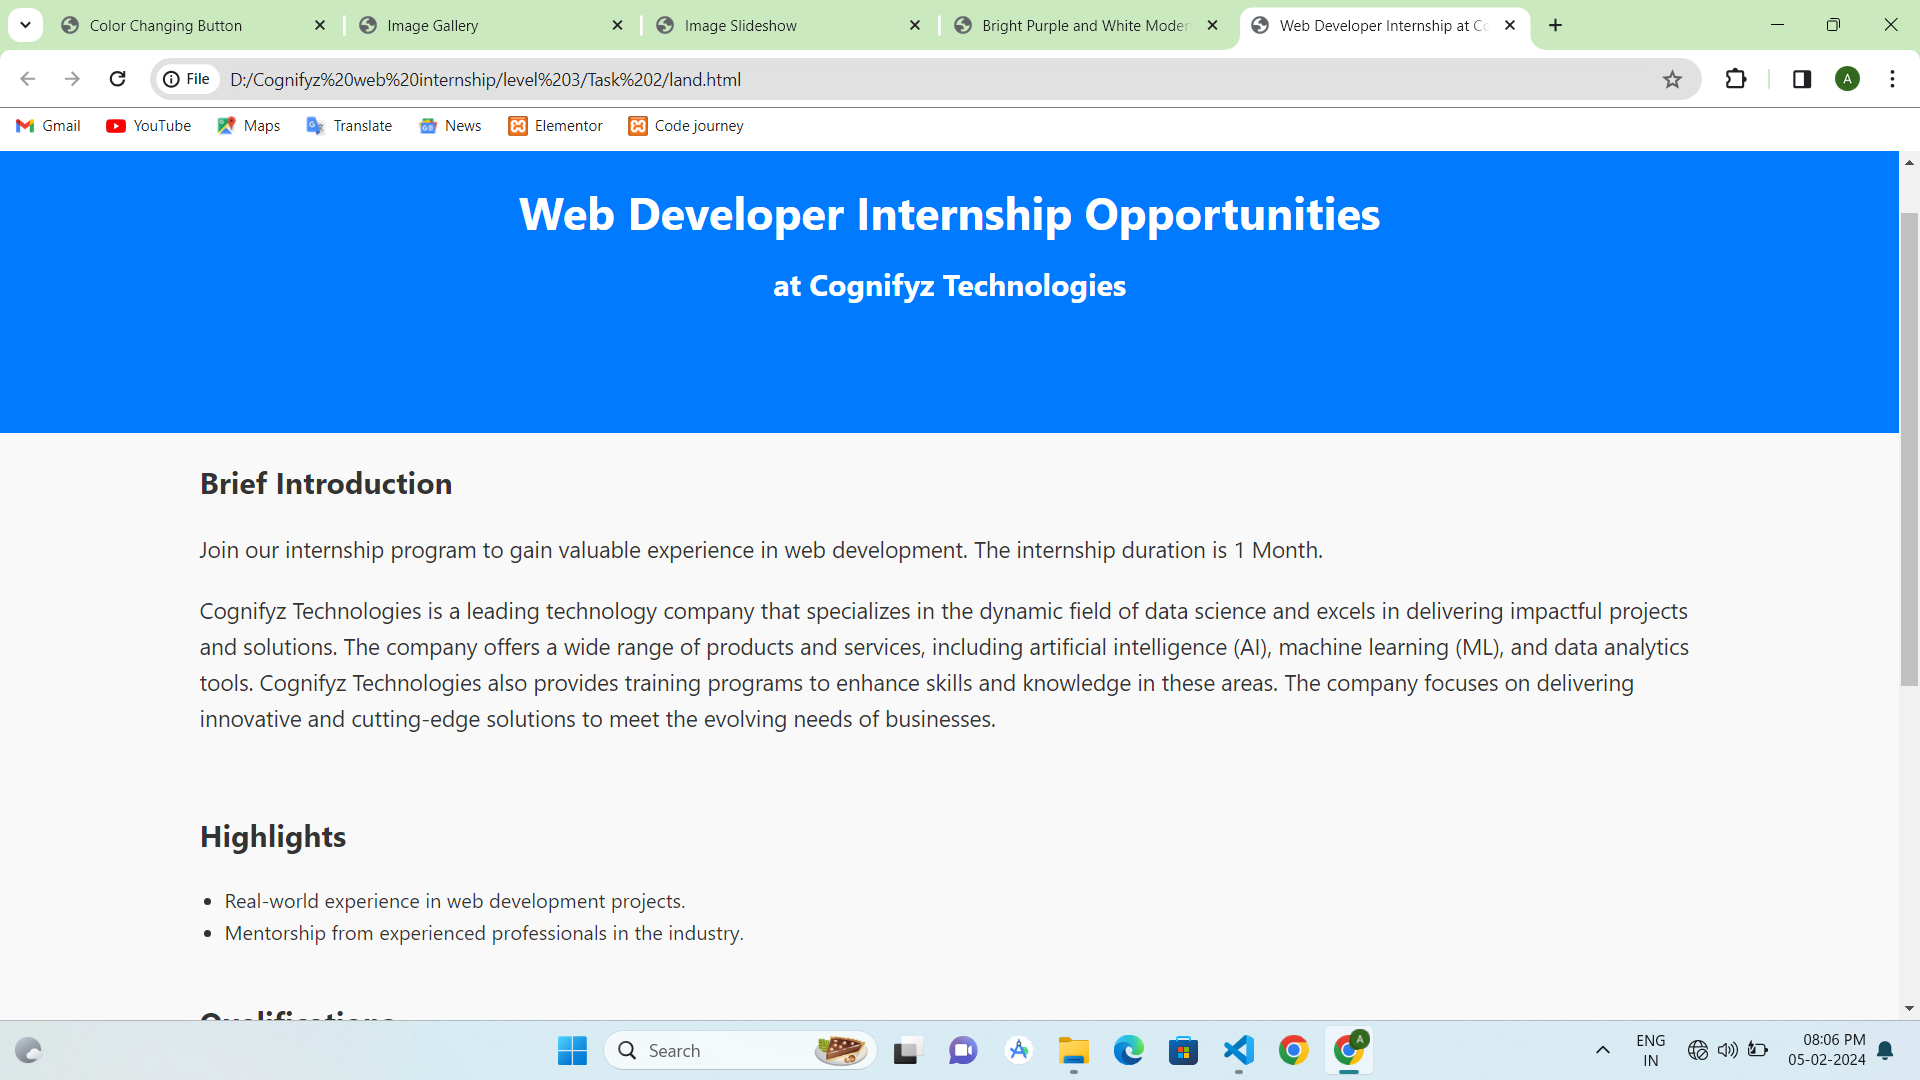 Color Changing Button
Image Gallery
Image Slideshow
Bright Purple and White Moder
Web Developer Internship at Co
File
D:/Cognifyz%20web%20internship/level%203/Task%202/land.html
A
Gmail
YouTube
Maps
Translate
News
Elementor
Code journey
Web Developer Internship Opportunities
at Cognifyz Technologies
Brief Introduction
Join our internship program to gain valuable experience in web development. The internship duration is 1 Month.
Cognifyz Technologies is a leading technology company that specializes in the dynamic field of data science and excels in delivering impactful projects
and solutions. The company offers a wide range of products and services, including artificial intelligence (AI), machine learning (ML), and data analytics
tools. Cognifyz Technologies also provides training programs to enhance skills and knowledge in these areas. The company focuses on delivering
innovative and cutting-edge solutions to meet the evolving needs of businesses.
Highlights
• Real-world experience in web development projects.
• Mentorship from experienced professionals in the industry.
Qualifications
Search
A
ENG
IN
08:06 PM
05-02-2024